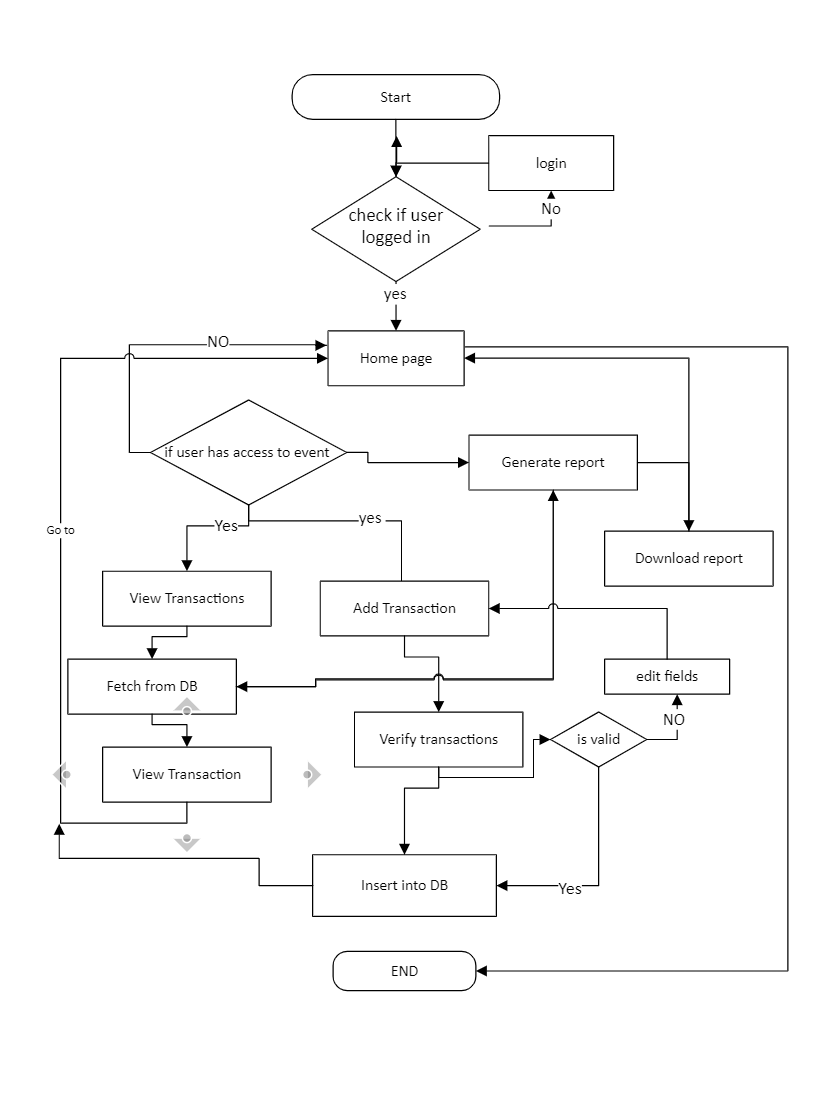 Start
login
No
check if user
logged in
yes
NO
Home page
if user has access to event
Generate report
Go to
Yes
yes
Download report
View Transactions
Add Transaction
Fetch from DB
edit fields
NO
Verify transactions
is valid
View Transaction
Insert into DB
Yes
END